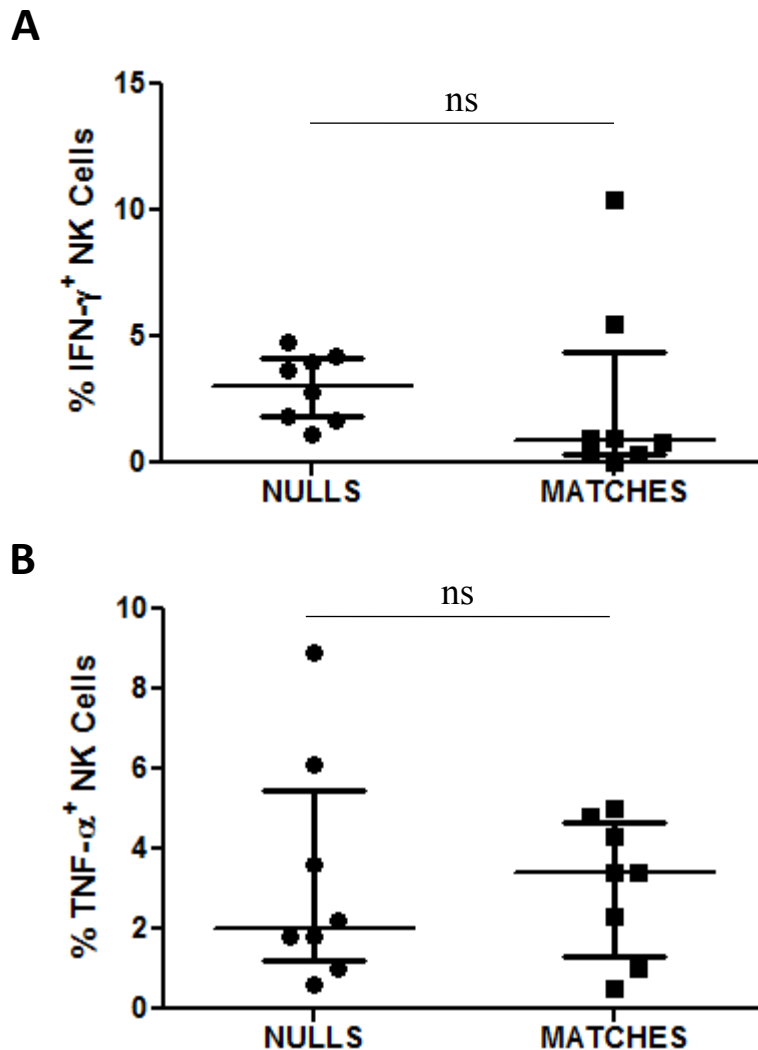 A
15
ns
10
5
0
% IFN-γ⁺ NK Cells
NULLS MATCHES
B
10
ns
8
6
4
2
0
% TNF-α⁺ NK Cells
NULLS MATCHES